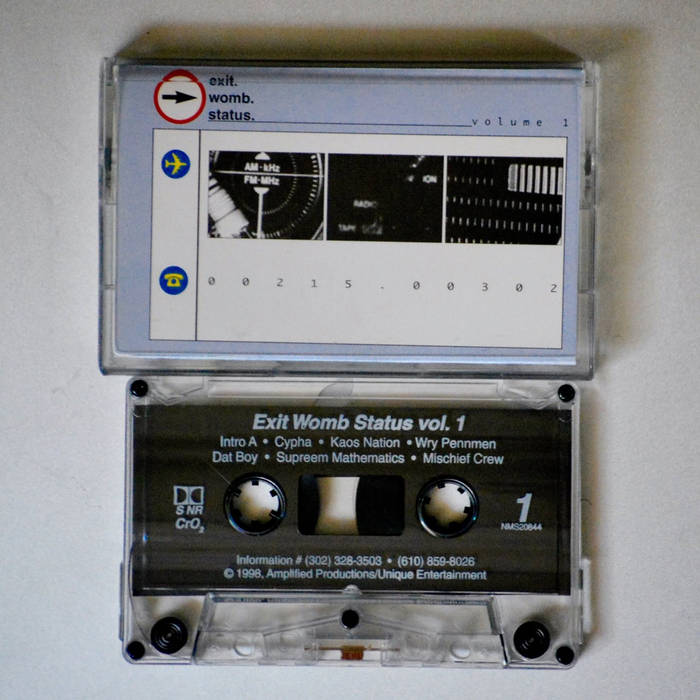 exit.
womb.
status.
volume 1
AM-kHz
FM-MHz
ION
RADIO
TAPE
0 0 2 1 5 . 0 0 3 0 2
Exit Womb Status vol. 1
Intro A • Cypha • Kaos Nation • Wry Pennmen
Dat Boy • Supreem Mathematics • Mischief Crew
S NR
CrO2
1
NMS20844
Information # (302) 328-3503 • (610) 859-8026
© 1998, Amplified Productions/Unique Entertainment